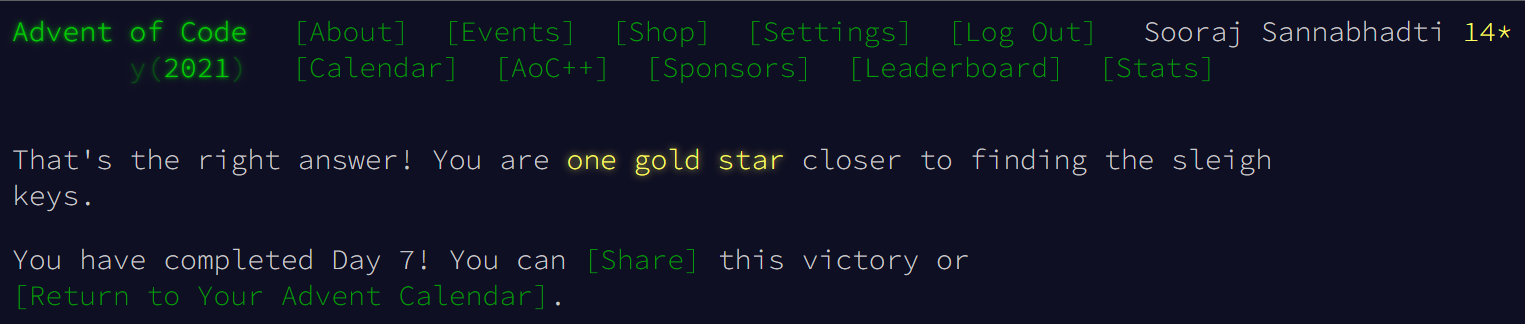 Advent of Code [About] [Events] [Shop] [Settings] [Log Out] Sooraj Sannabhadti 14*
y(2021) [Calendar] [AoC++] [Sponsors] [Leaderboard] [Stats]
That's the right answer! You are one gold star closer to finding the sleigh
keys.
You have completed Day 7! You can [Share] this victory or
[Return to Your Advent Calendar].